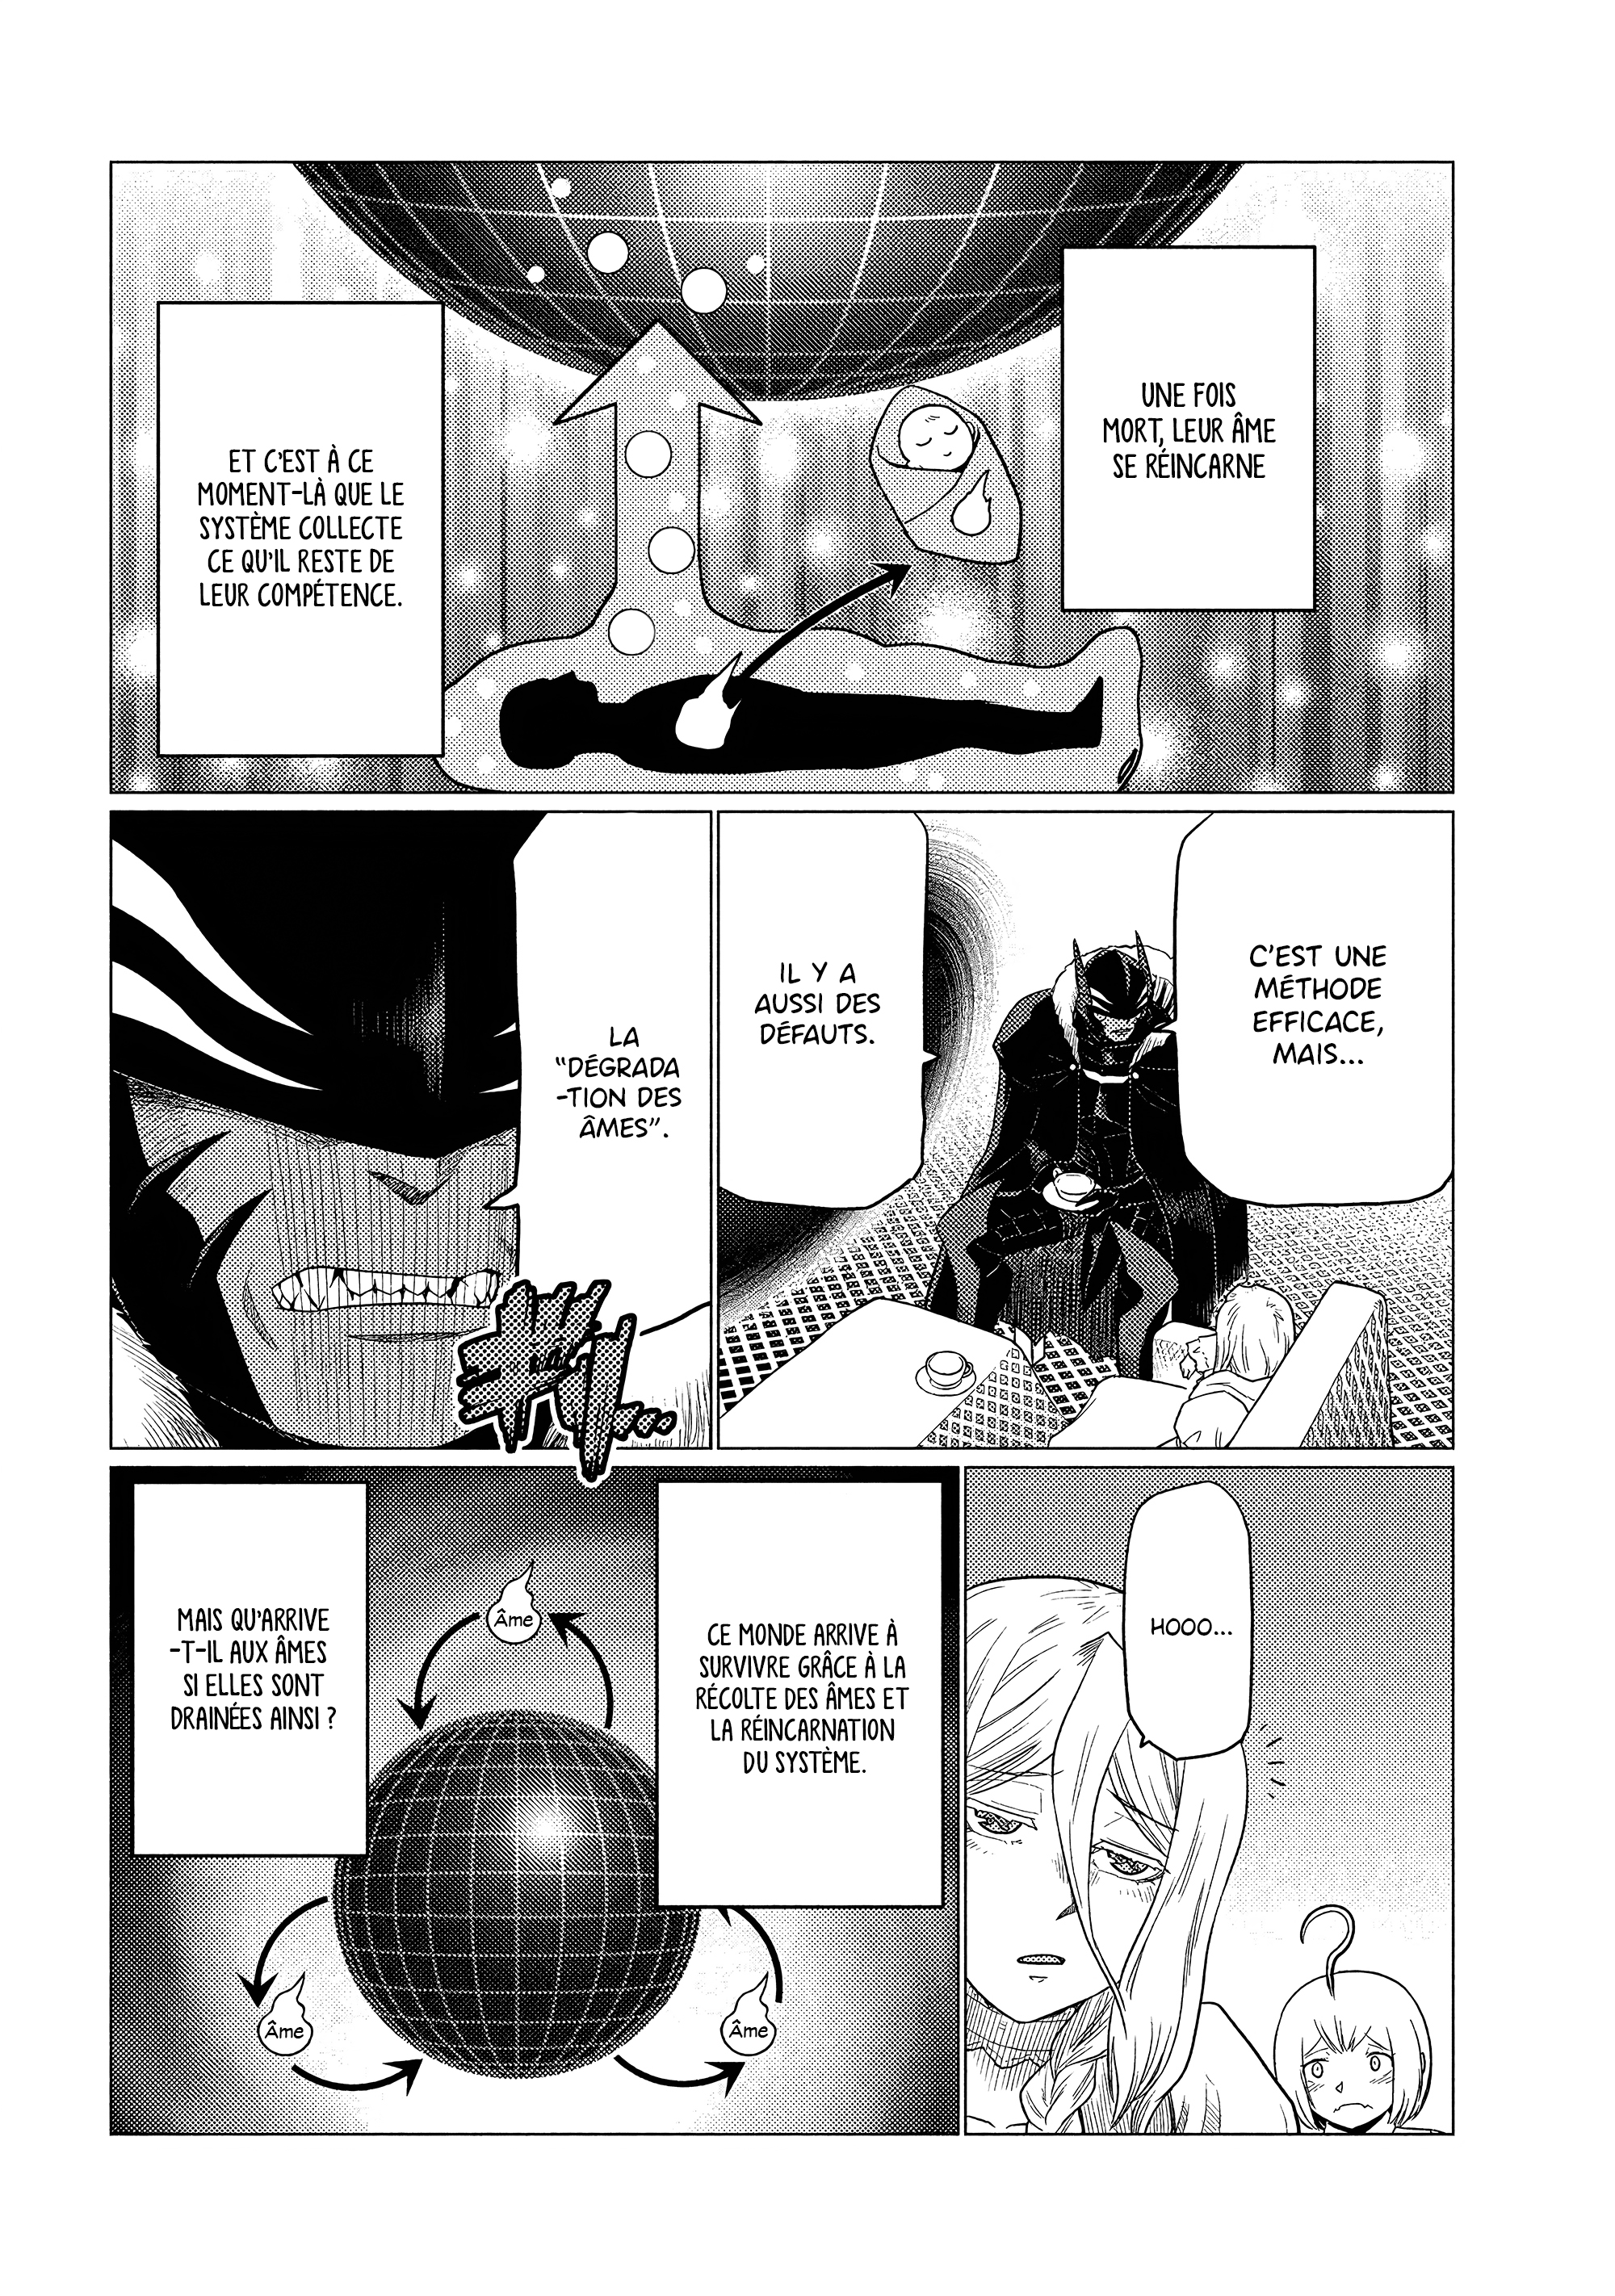 UNE FOIS
MORT, LEUR ÂME
SE RÉINCARNE
ET C'EST À CE
MOMENT-LÀ QUE LE
SYSTÈME COLLECTE
CE QU'IL RESTE DE
LEUR COMPÉTENCE.
C'EST UNE
MÉTHODE
EFFICACE,
MAIS...
IL Y A
AUSSI DES
DÉFAUTS.
LA
"DÉGRADA
-TION DES
ÂMES".
HOOO...
CE MONDE ARRIVE À
SURVIVRE GRÂCE À LA
RÉCOLTE DES ÂMES ET
LA RÉINCARNATION
DU SYSTÈME.
MAIS QU'ARRIVE
-T-IL AUX ÂMES
SI ELLES SONT
DRAINÉES AINSI ?
Âme
Âme
Âme